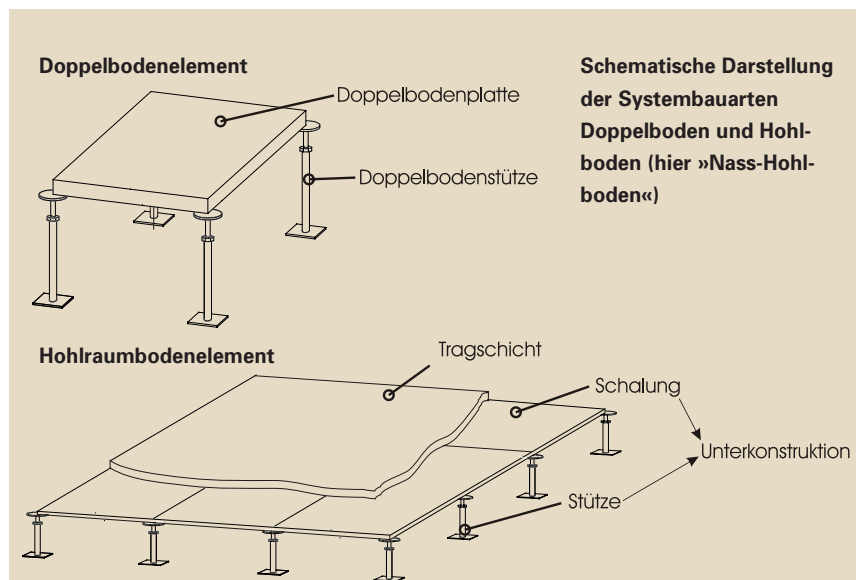 Doppelbodenelement
Doppelbodenplatte
Doppelbodenstütze
Schematische Darstellung
der Systembauarten
Doppelboden und Hohl-
boden (hier »Nass-Hohl-
boden«)
Hohlraumbodenelement
Tragschicht
Schalung
Unterkonstruktion
Stütze